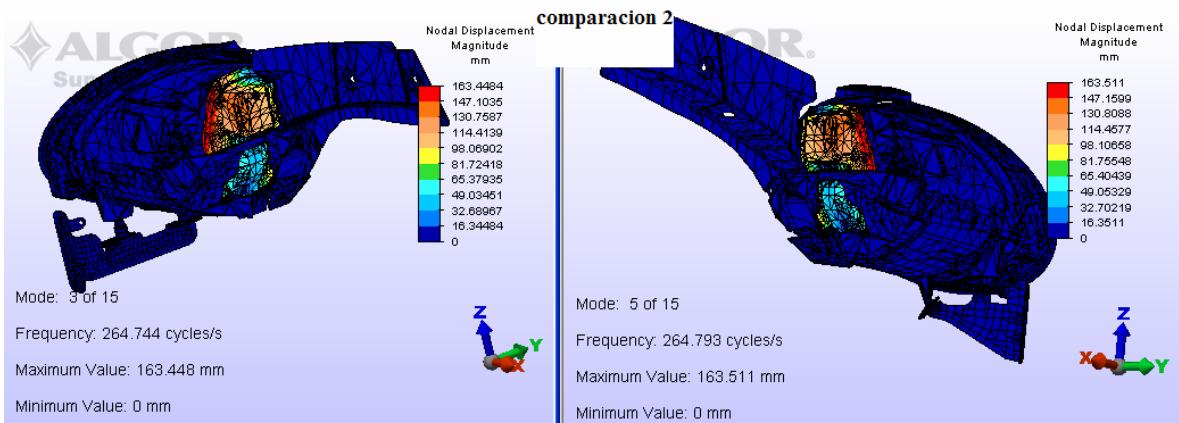 comparacion 2
ALGOR
Nodal Displacement
Magnitude
mm
163.4484
147.1035
130.7587
114.4139
98.06902
81.72418
65.37935
49.03451
32.68967
16.34484
0
Mode: 3 of 15
Frequency: 264.744 cycles/s
Maximum Value: 163.448 mm
Minimum Value: 0 mm
Z
Y
X
OR®
Nodal Displacement
Magnitude
mm
163.511
147.1599
130.8088
114.4577
98.10658
81.75548
65.40439
49.05329
32.70219
16.3511
0
Mode: 5 of 15
Frequency: 264.793 cycles/s
Maximum Value: 163.511 mm
Minimum Value: 0 mm
Z
X
Y